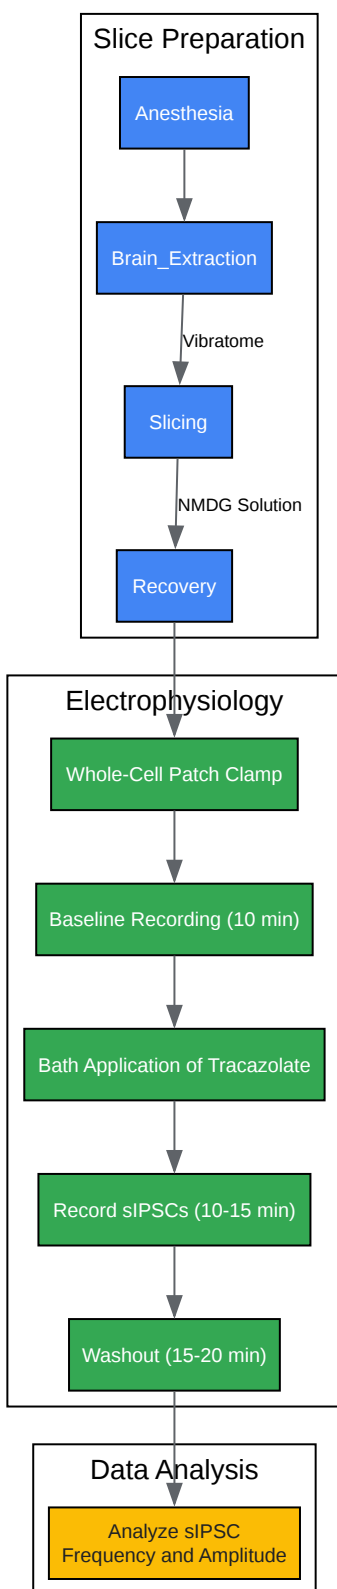 Slice Preparation
Anesthesia
Brain_Extraction
Vibratome
Slicing
NMDG Solution
Recovery
Electrophysiology
Whole-Cell Patch Clamp
Baseline Recording (10 min)
Bath Application of Tracazolate
Record sIPSCs (10-15 min)
Washout (15-20 min)
Data Analysis
Analyze sIPSC
Frequency and Amplitude